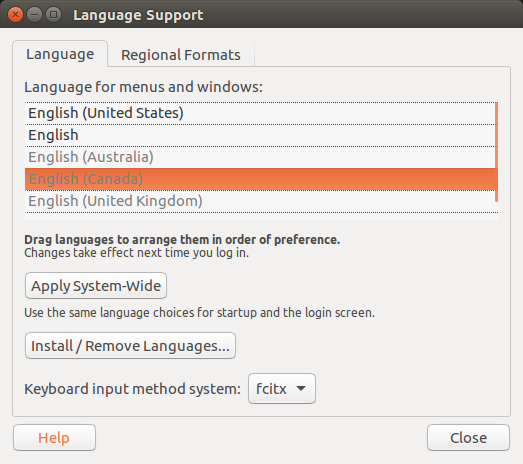 Language Support
Language
Regional Formats
Language for menus and windows:
English (United States)
English
English (Australia)
English (Canada)
English (United Kingdom)
Drag languages to arrange them in order of preference.
Changes take effect next time you log in.
Apply System-Wide
Use the same language choices for startup and the login screen.
Install / Remove Languages...
Keyboard input method system: fcitx
Help
Close